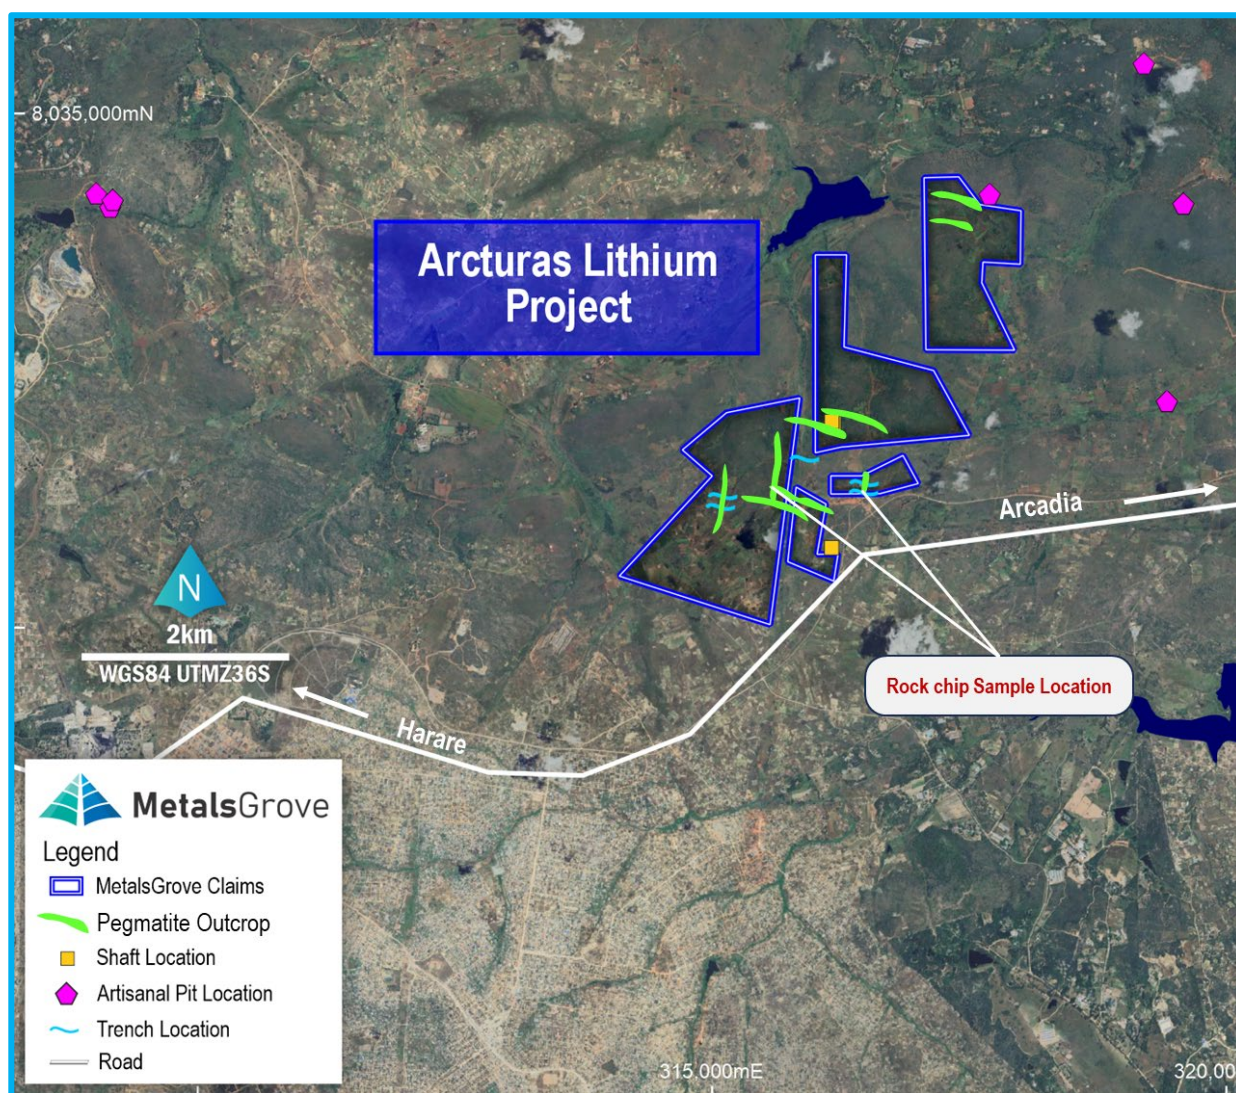 8,035,000mN
Arcturas Lithium
Project
N
2km
WGS84 UTMZ36S
Harare
Arcadia
Rock chip Sample Location
MetalsGrove
Legend
MetalsGrove Claims
Pegmatite Outcrop
Shaft Location
Artisanal Pit Location
Trench Location
Road
315,000mE
320,00